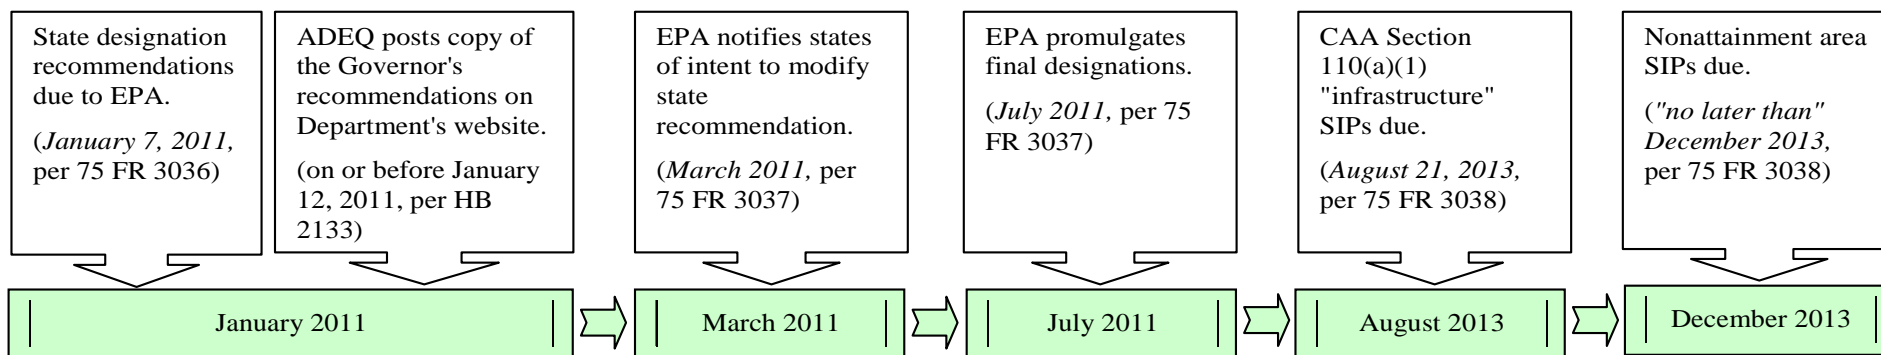 State designation
recommendations
due to EPA.
(January 7, 2011,
per 75 FR 3036)
ADEQ posts copy of
the Governor's
recommendations on
Department's website.
(on or before January
12, 2011, per HB
2133)
EPA notifies states
of intent to modify
state
recommendation.
(March 2011, per
75 FR 3037)
EPA promulgates
final designations.
(July 2011, per 75
FR 3037)
CAA Section
110(a)(1)
"infrastructure"
SIPs due.
(August 21, 2013,
per 75 FR 3038)
Nonattainment area
SIPs due.
("no later than"
December 2013,
per 75 FR 3038)
January 2011
March 2011
July 2011
August 2013
December 2013